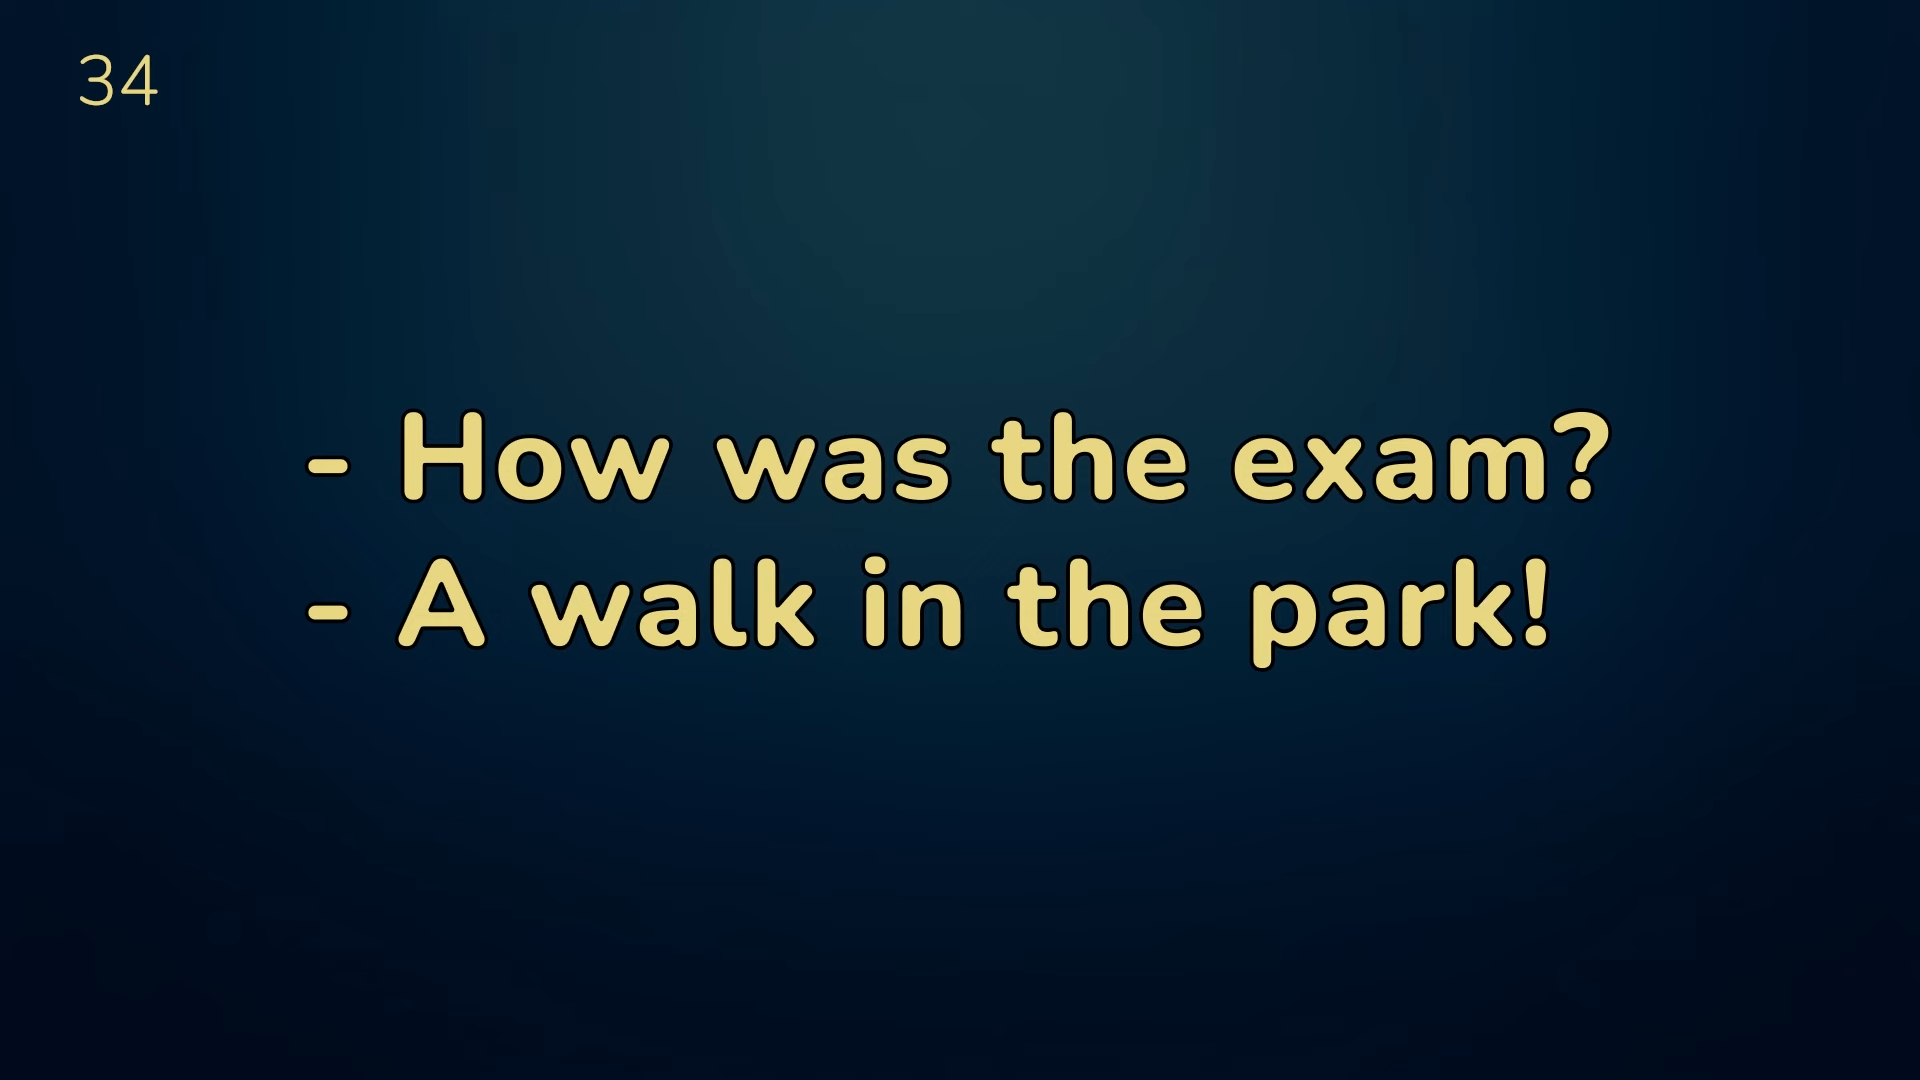 34
- How was the exam?
- A walk in the park!